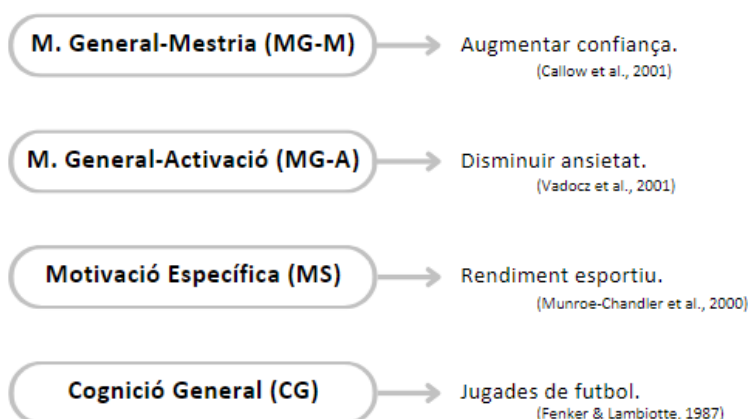 M. General-Mestria (MG-M)
Augmentar confiança.
(Callow et al., 2001)
M. General-Activació (MG-A)
Disminuir ansietat.
(Vadocz et al., 2001)
Motivació Específica (MS)
Rendiment esportiu.
(Munroe-Chandler et al., 2000)
Cognició General (CG)
Jugades de futbol.
(Fenker & Lambiotte, 1987)